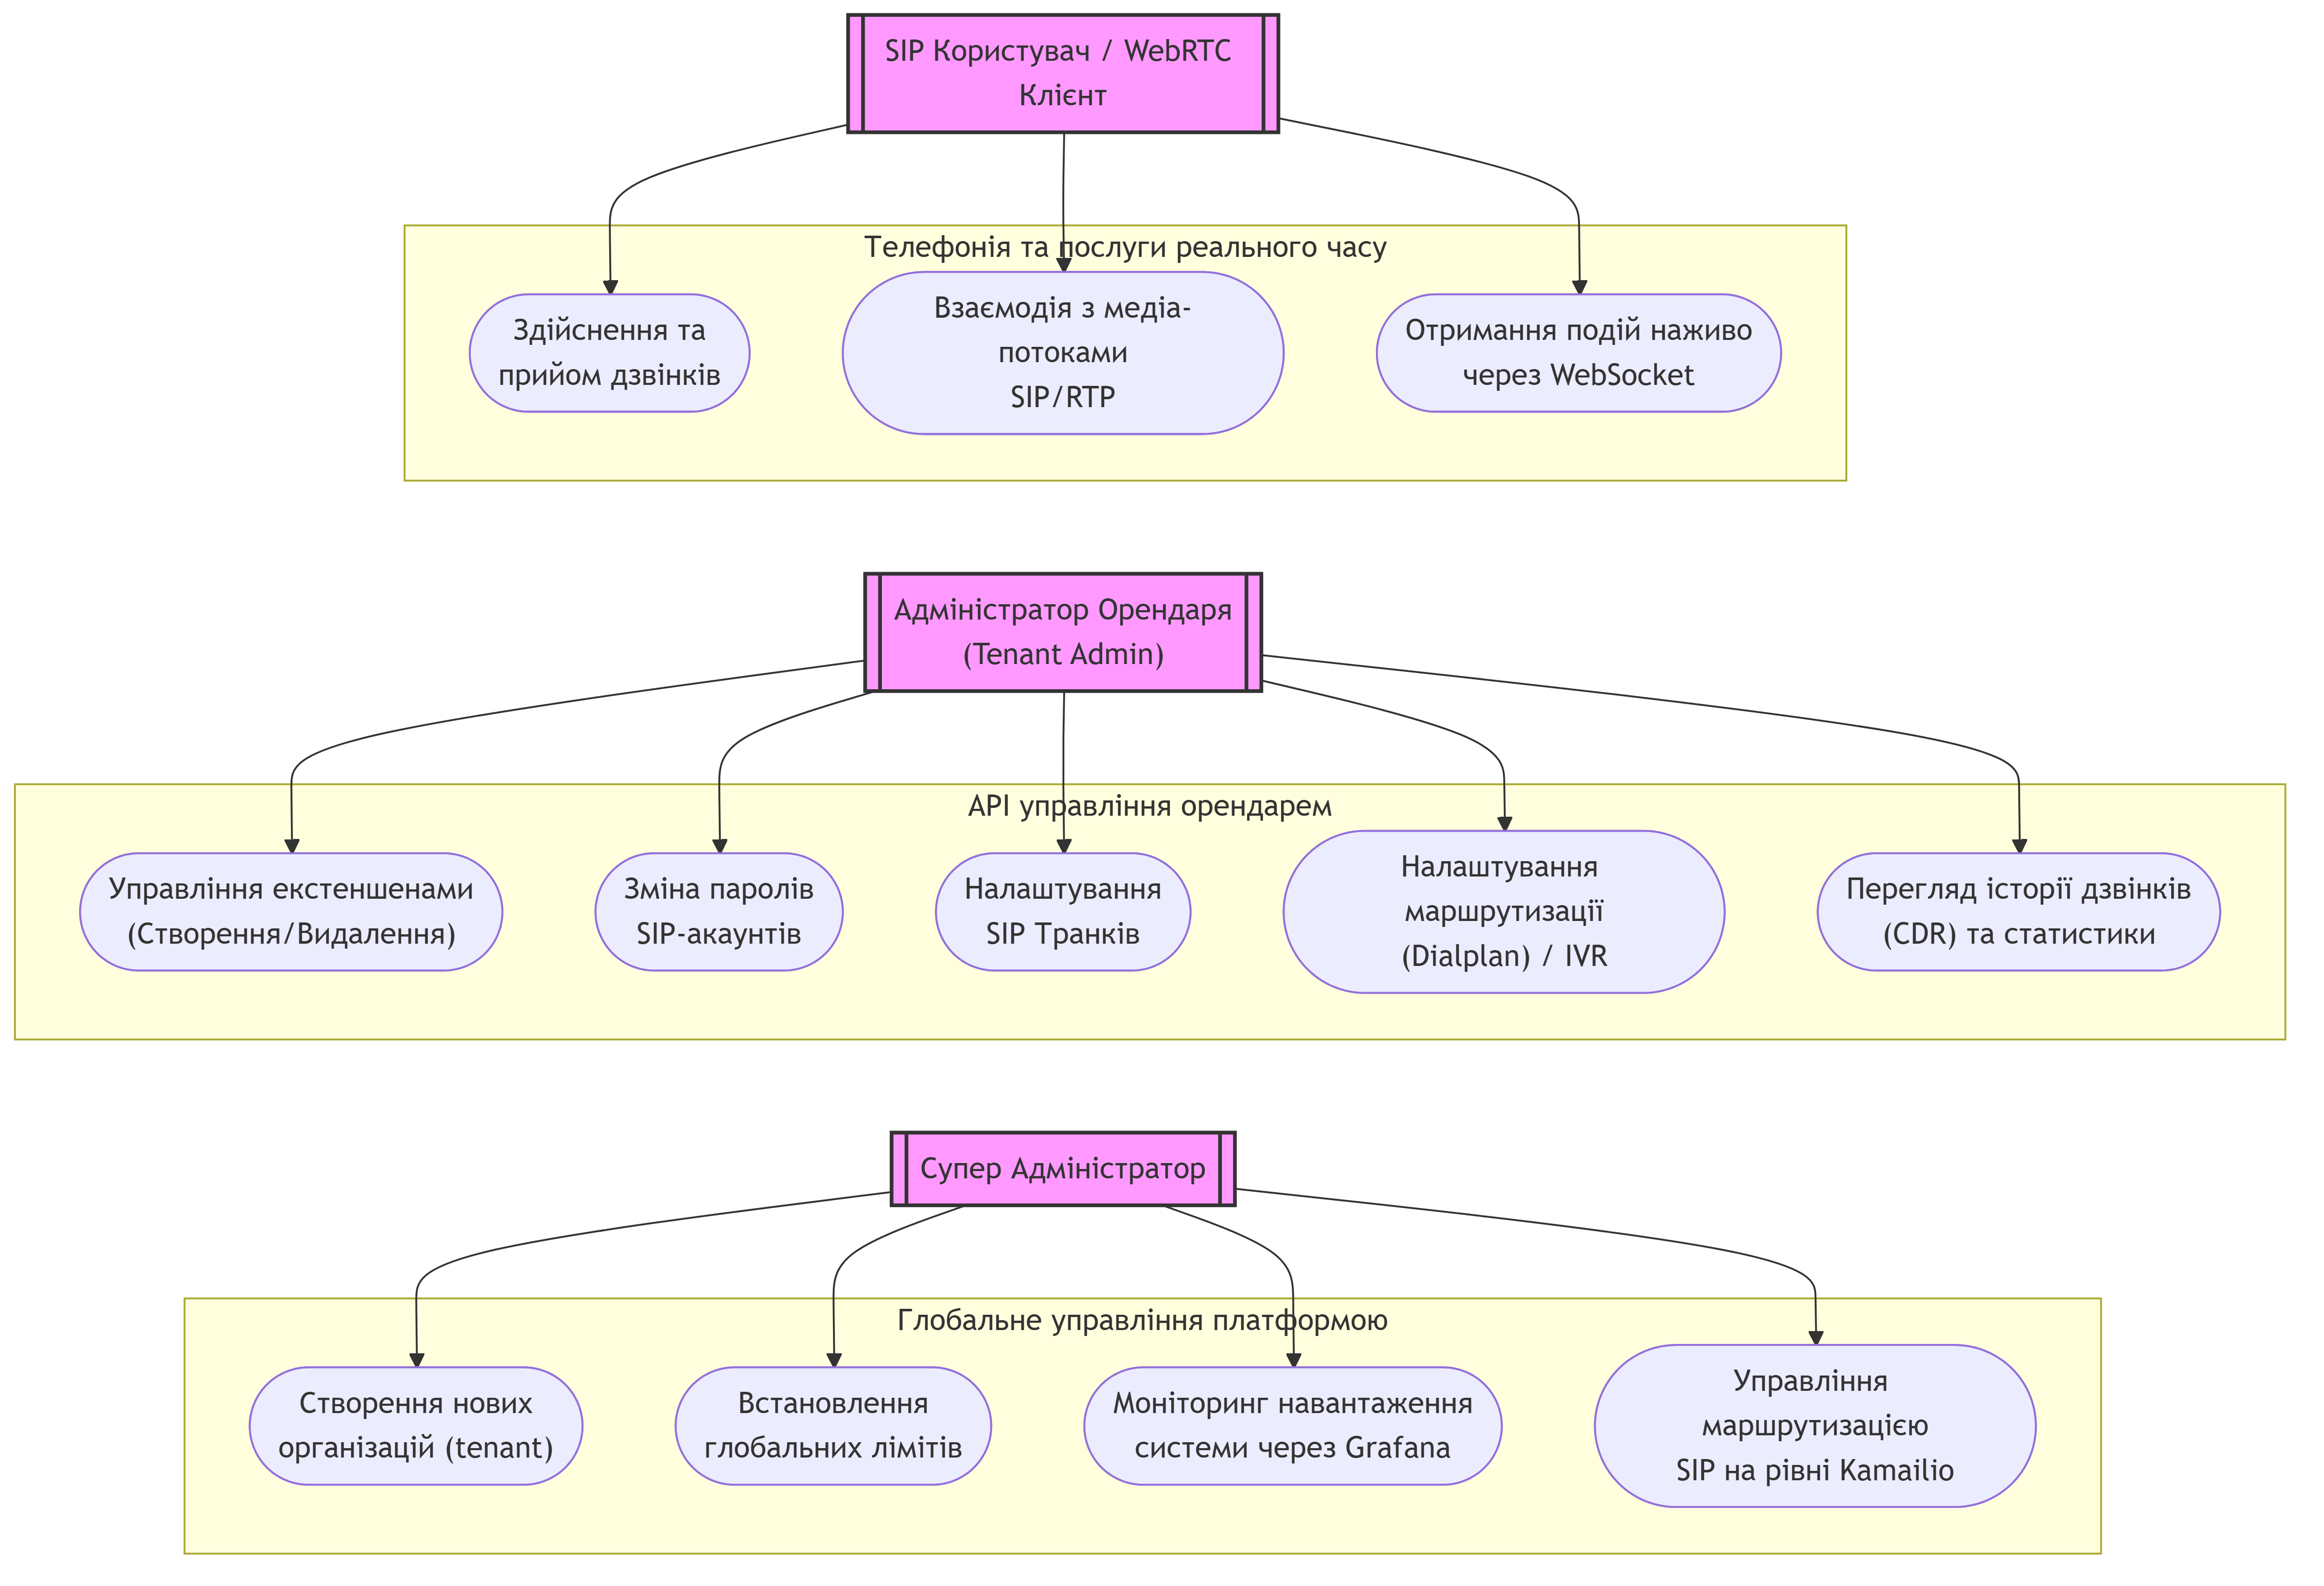 SIP Користувач / WebRTC
Клієнт
Телефонія та послуги реального часу
Здійснення та
прийом дзвінків
Взаємодія з медіа-
потоками
SIP/RTP
Отримання подій наживо
через WebSocket
Адміністратор Орендаря
(Tenant Admin)
API управління орендарем
Управління екстеншенами
(Створення/Видалення)
Зміна паролів
SIP-акаунтів
Налаштування
SIP Транків
Налаштування
маршрутизації
(Dialplan) / IVR
Перегляд історії дзвінків
(CDR) та статистики
Супер Адміністратор
Глобальне управління платформою
Створення нових
організацій (tenant)
Встановлення
глобальних лімітів
Моніторинг навантаження
системи через Grafana
Управління
маршрутизацією
SIP на рівні Kamailio